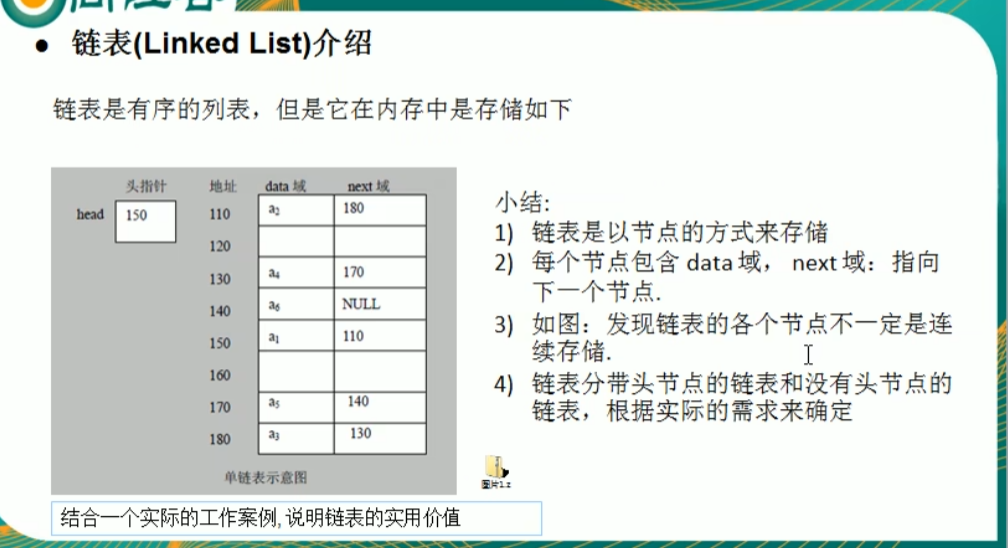 链表(Linked List)介绍
链表是有序的列表，但是它在内存中是存储如下
头指针 地址 data 域 next 域
head 150 110 a2 180
120
130 a4 170
140 a6 NULL
150 a1 110
160
170 a5 140
180 a3 130
单链表示意图
小结:
1) 链表是以节点的方式来存储
2) 每个节点包含 data 域， next 域：指向
下一个节点.
3) 如图：发现链表的各个节点不一定是连
续存储.
4) 链表分带头节点的链表和没有头节点的
链表，根据实际的需求来确定
图片1.z
结合一个实际的工作案例, 说明链表的实用价值